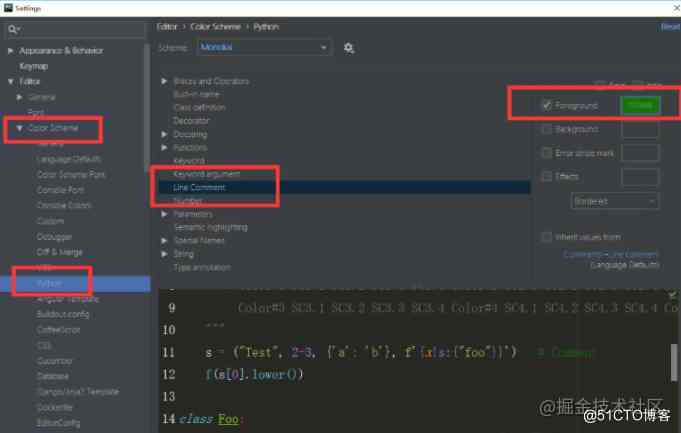 Settings
Appearance & Behavior
Keymap
Editor
General
Font
Color Scheme
General
Language Defaults
Color Scheme Font
Console Font
Console Colors
Custom
Debugger
Diff & Merge
VCS
Python
Angular Template
Buildout config
CoffeeScript
CSS
Cucumber
Database
Django/Jinja2 Template
Dockerfile
EditorConfig
Editor › Color Scheme › Python
Reset
Scheme: Monokai
Braces and Operators
Built-in name
Class definition
Decorator
Docstring
Functions
Keyword
Keyword argument
Line Comment
Number
Parameters
Semantic highlighting
Special Names
String
Type annotation
Foreground
Background
Error stripe mark
Effects
Bordered
Inherit values from:
Comments→Line comment
(Language Defaults)
9 Color#3 SC3.1 SC3.2 SC3.3 SC3.4 Color#4 SC4.1 SC4.2 SC4.3 SC4.4 Co
10 """
11 s = ("Test", 2+3, {'a': 'b'}, f'{x!s:{"foo"}}') # Comment
12 f(s[0].lower())
13
14 class Foo:
@掘金技术社区
@51CTO博客